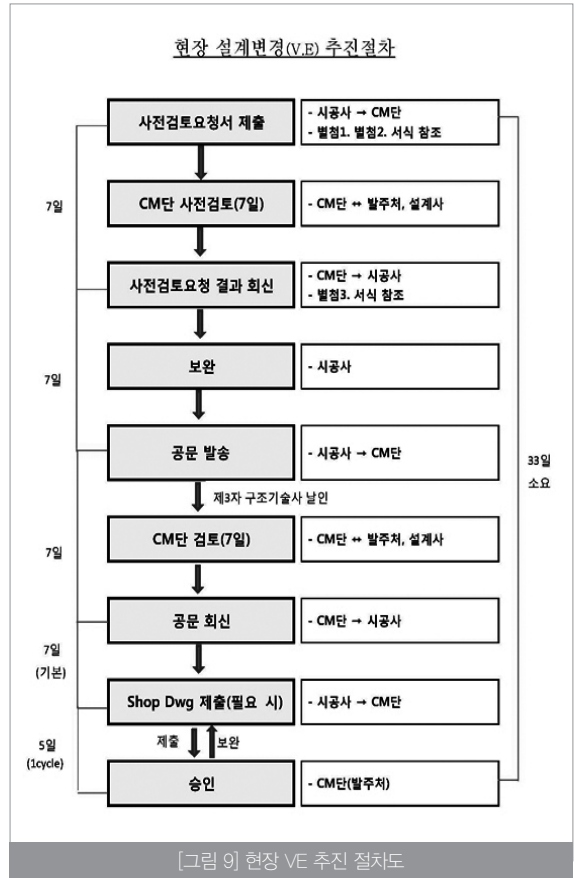 현장 설계변경(V.E) 추진절차
사전검토요청서 제출
- 시공사 → CM단
- 별첨1. 별첨2. 서식 참조
7일
CM단 사전검토(7일)
- CM단 ↔ 발주처, 설계사
사전검토요청 결과 회신
- CM단 → 시공사
- 별첨3. 서식 참조
7일
보완
- 시공사
공문 발송
- 시공사 → CM단
33일
소요
제3자 구조기술사 날인
7일
CM단 검토(7일)
- CM단 ↔ 발주처, 설계사
공문 회신
- CM단 → 시공사
7일
(기본)
Shop Dwg 제출(필요 시)
- 시공사 → CM단
제출
보완
5일
(1cycle)
승인
- CM단(발주처)
[그림 9] 현장 VE 추진 절차도